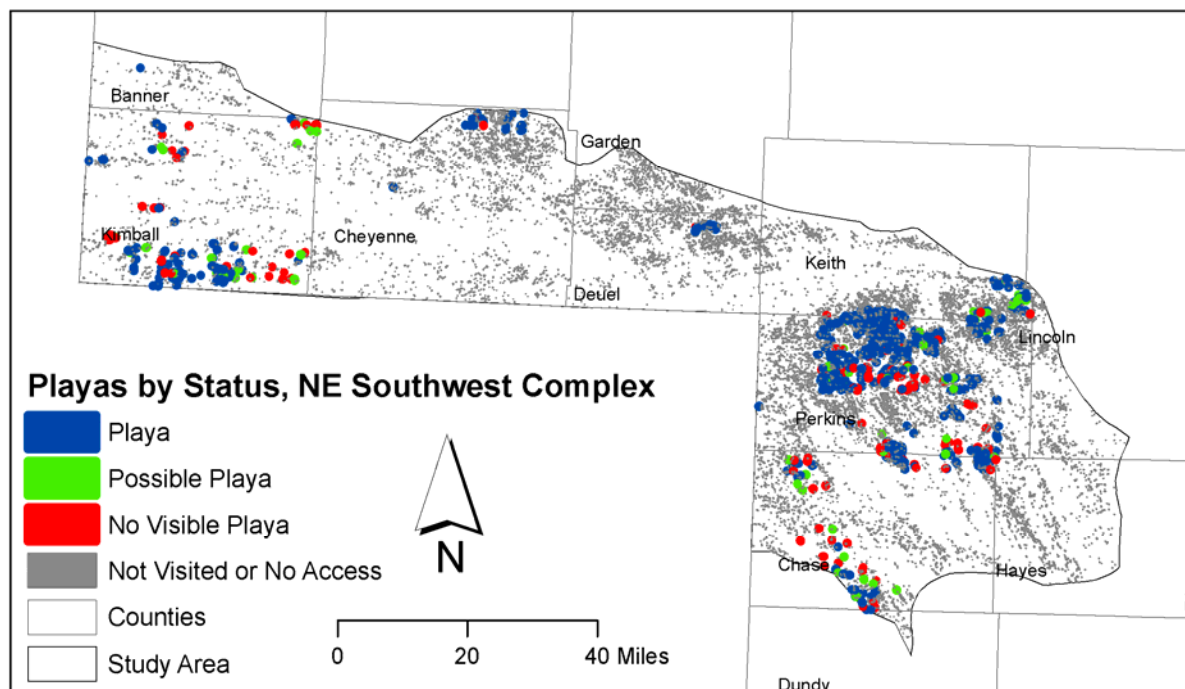 Banner
Garden
Kimball
Cheyenne
Keith
Deuel
Lincoln
Perkins
Chase
Hayes
Dundy
Playas by Status, NE Southwest Complex
Playa
Possible Playa
No Visible Playa
Not Visited or No Access
Counties
Study Area
N
0 20 40 Miles